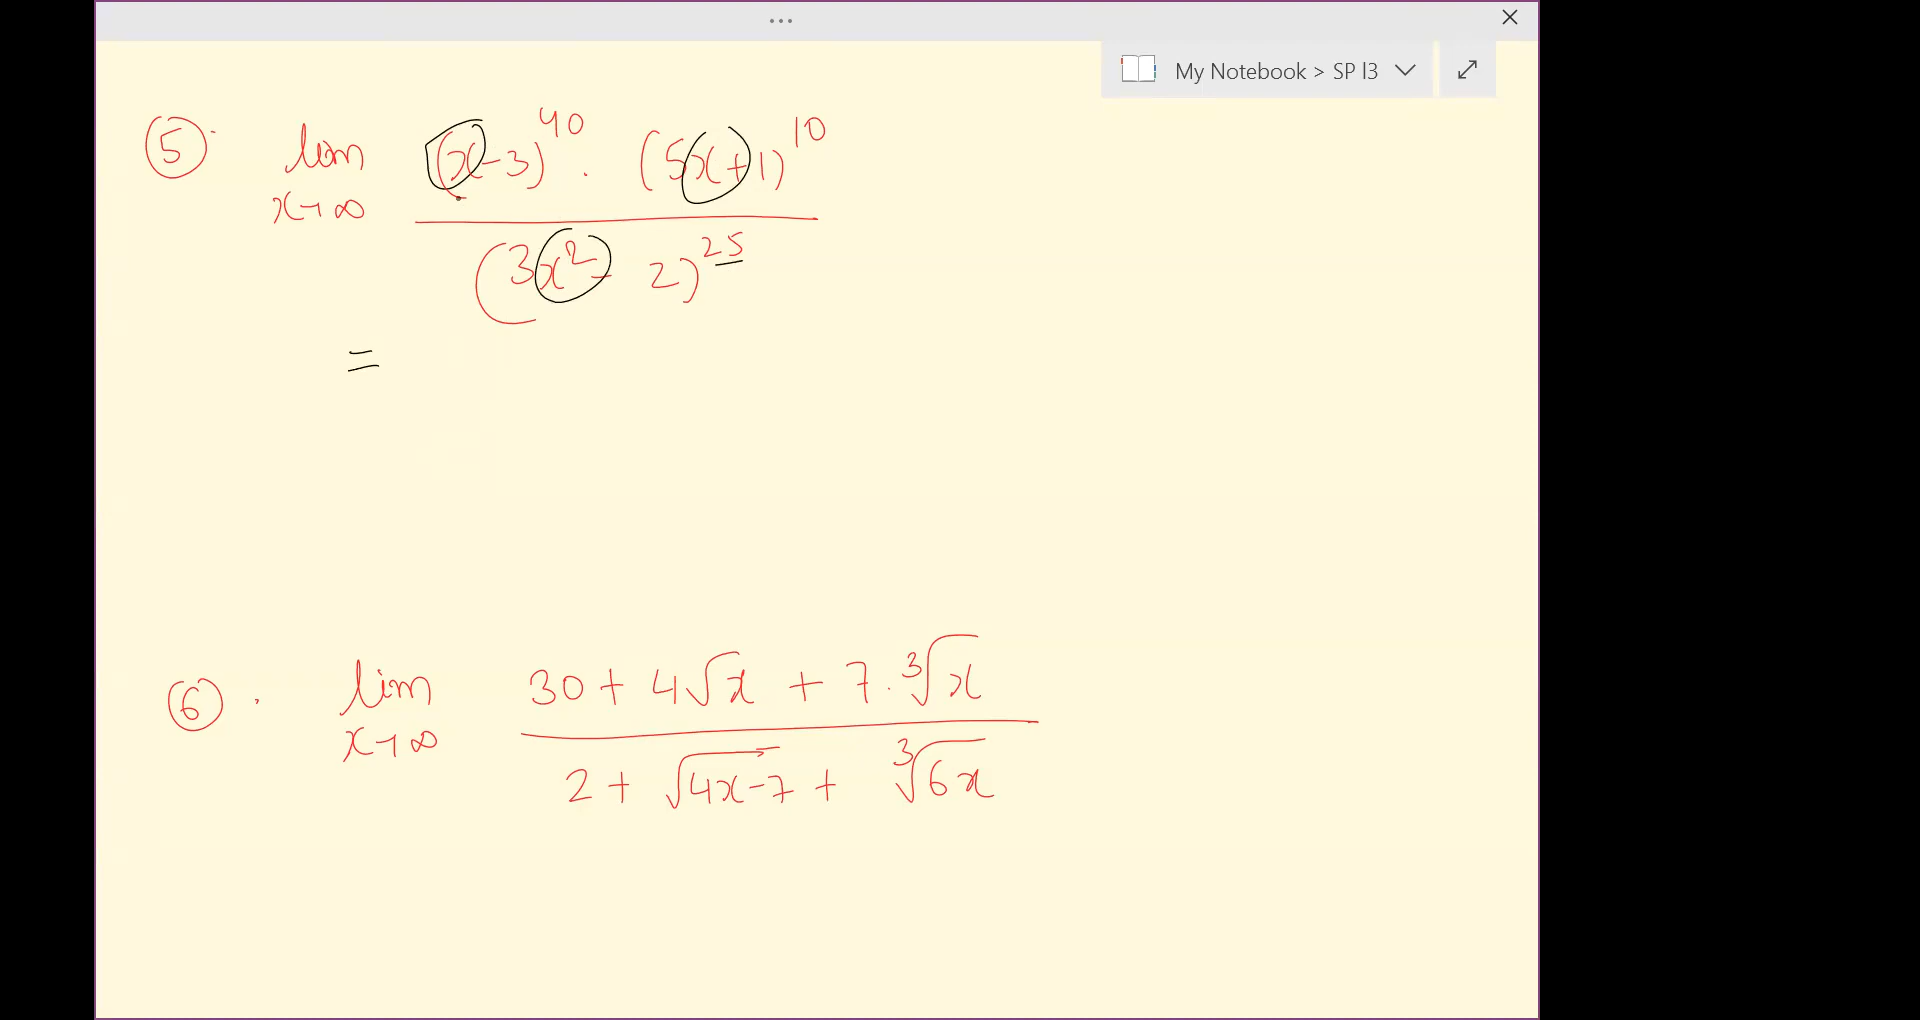 ...
My Notebook > SP l3
5. lim x→∞ (x-3)^40 . (5x+1)^10 / (3x^2 - 2)^25
=
6. lim x→∞ 30 + 4√x + 7.∛x / 2 + √4x-7 + ∛6x